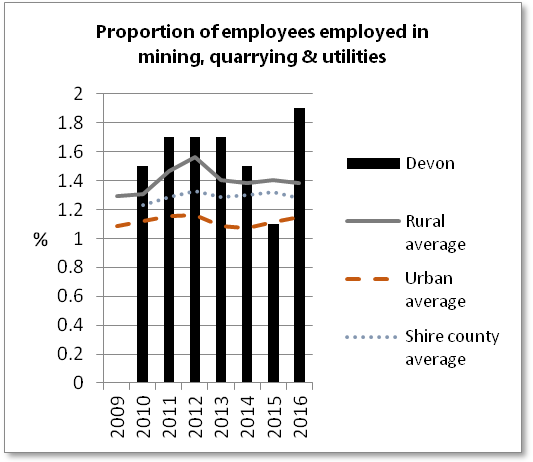 Proportion of employees employed in
mining, quarrying & utilities
2
1.8
1.6
1.4
1.2
1
0.8
0.6
0.4
0.2
0
%
2009
2010
2011
2012
2013
2014
2015
2016
Devon
Rural
average
Urban
average
Shire county
average